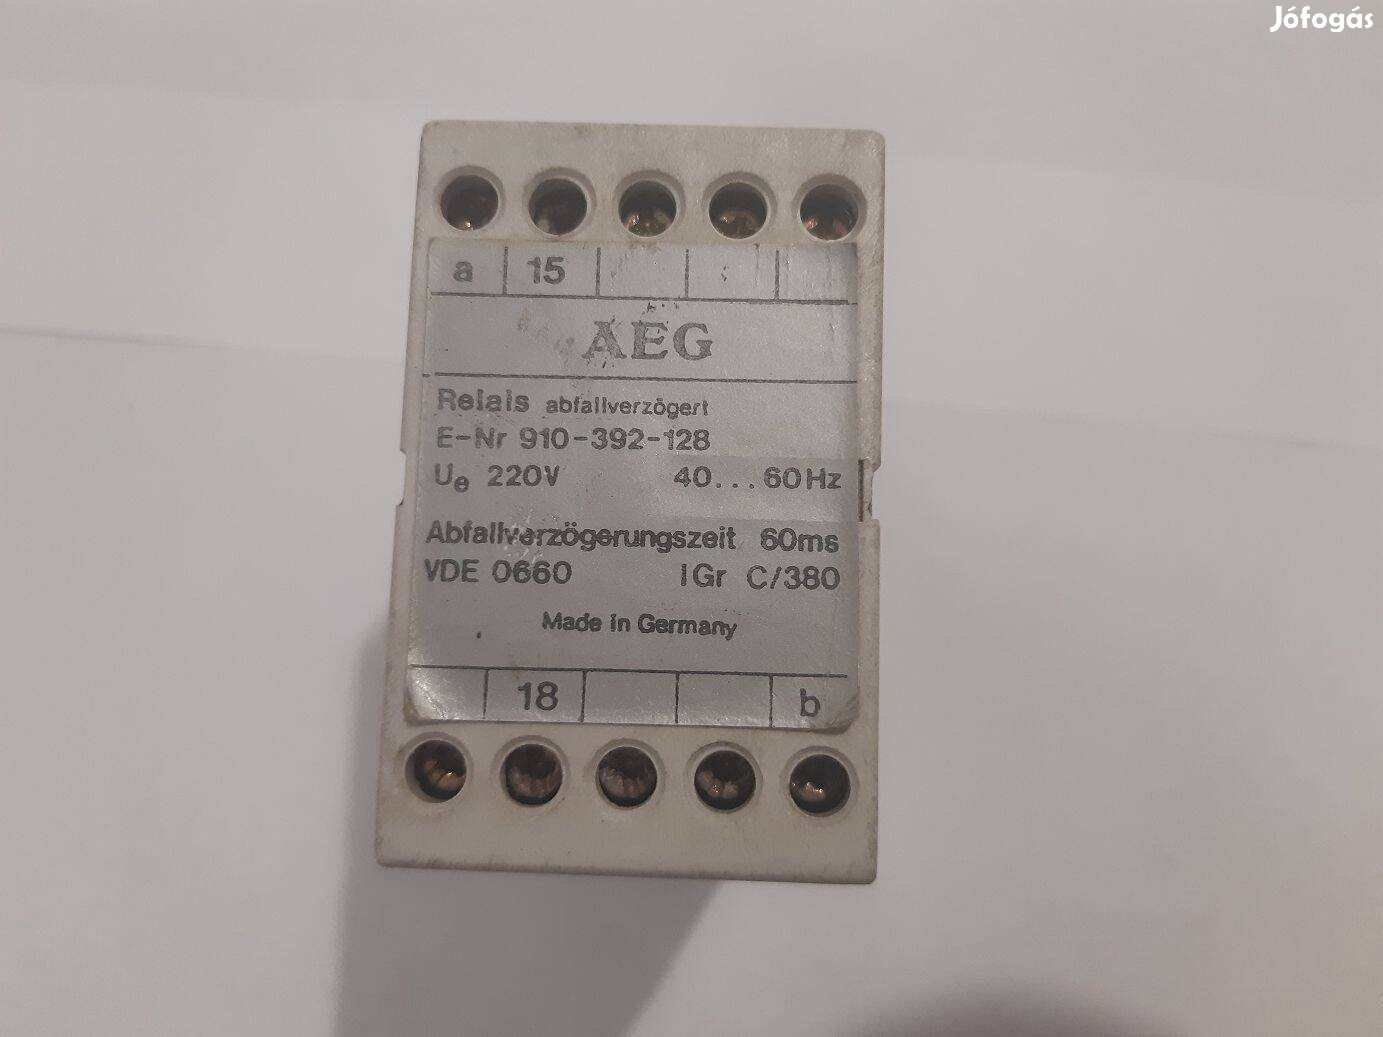 Jófogás
a 15
AEG
Relais abfallverzögert
E-Nr 910-392-128
Ue 220V 40...60Hz
Abfallverzögerungszeit 60ms
VDE 0660 IGr C/380
Made in Germany
18 b